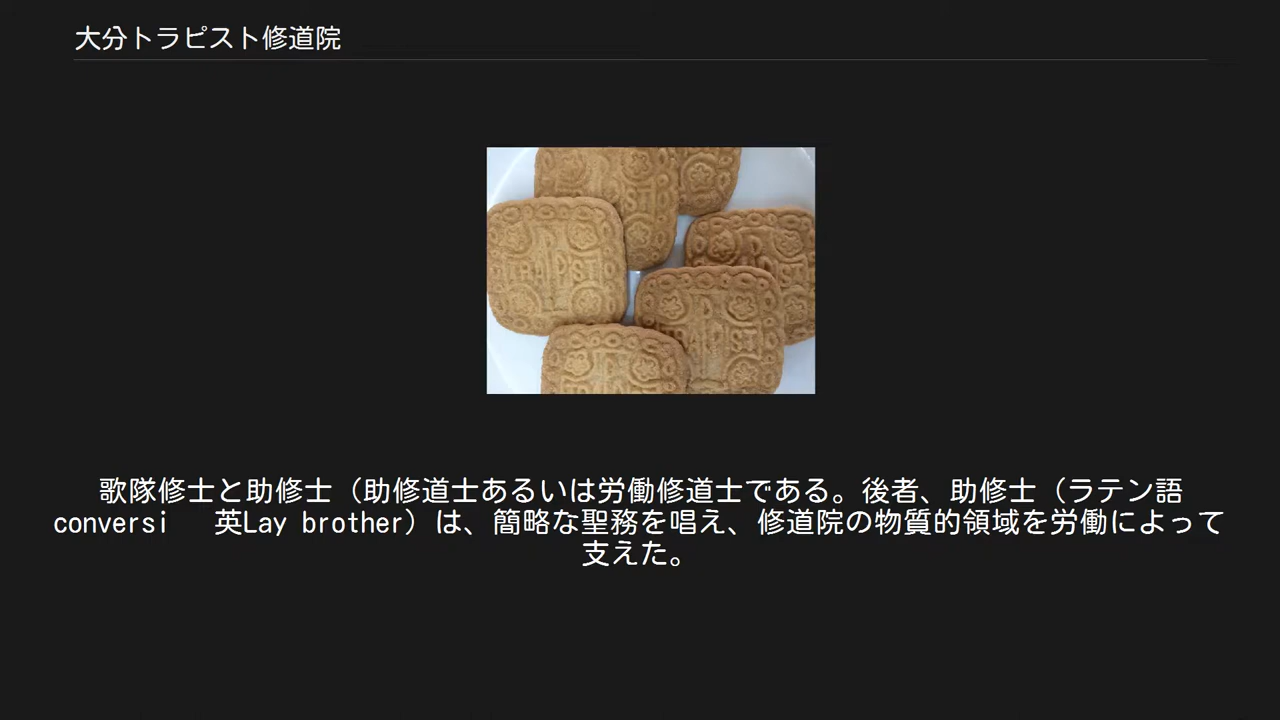 大分トラピスト修道院
TRAPIST
TRAPIST
歌隊修士と助修士（助修道士あるいは労働修道士である。後者、助修士（ラテン語
conversi　 英Lay brother）は、簡略な聖務を唱え、修道院の物質的領域を労働によって
支えた。